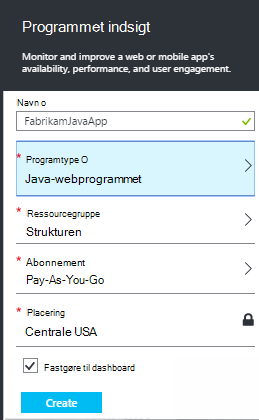 Programmet indsigt
Monitor and improve a web or mobile app's
availability, performance, and user engagement.
Navn o
FabrikamJavaApp
* Programtype O
Java-webprogrammet
* Ressourcegruppe
Strukturen
* Abonnement
Pay-As-You-Go
* Placering
Centrale USA
Fastgøre til dashboard
Create